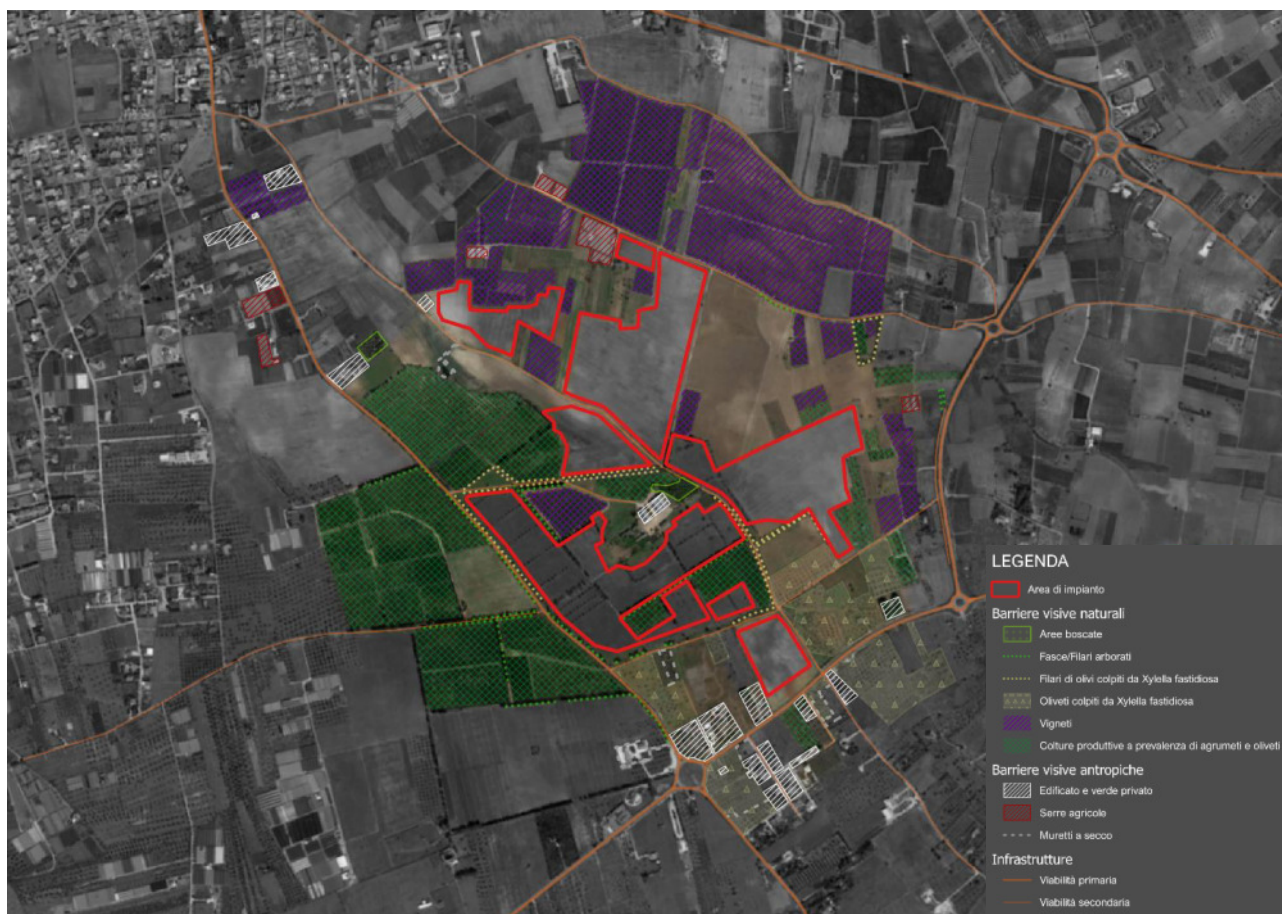 LEGENDA
Area di impianto
Barriere visive naturali
Aree boscate
Fasce/Filari arborati
Filari di olivi colpiti da Xylella fastidiosa
Oliveti colpiti da Xylella fastidiosa
Vigneti
Colture produttive a prevalenza di agrumeti e oliveti
Barriere visive antropiche
Edificato e verde privato
Serre agricole
Muretti a secco
Infrastrutture
Viabilità primaria
Viabilità secondaria